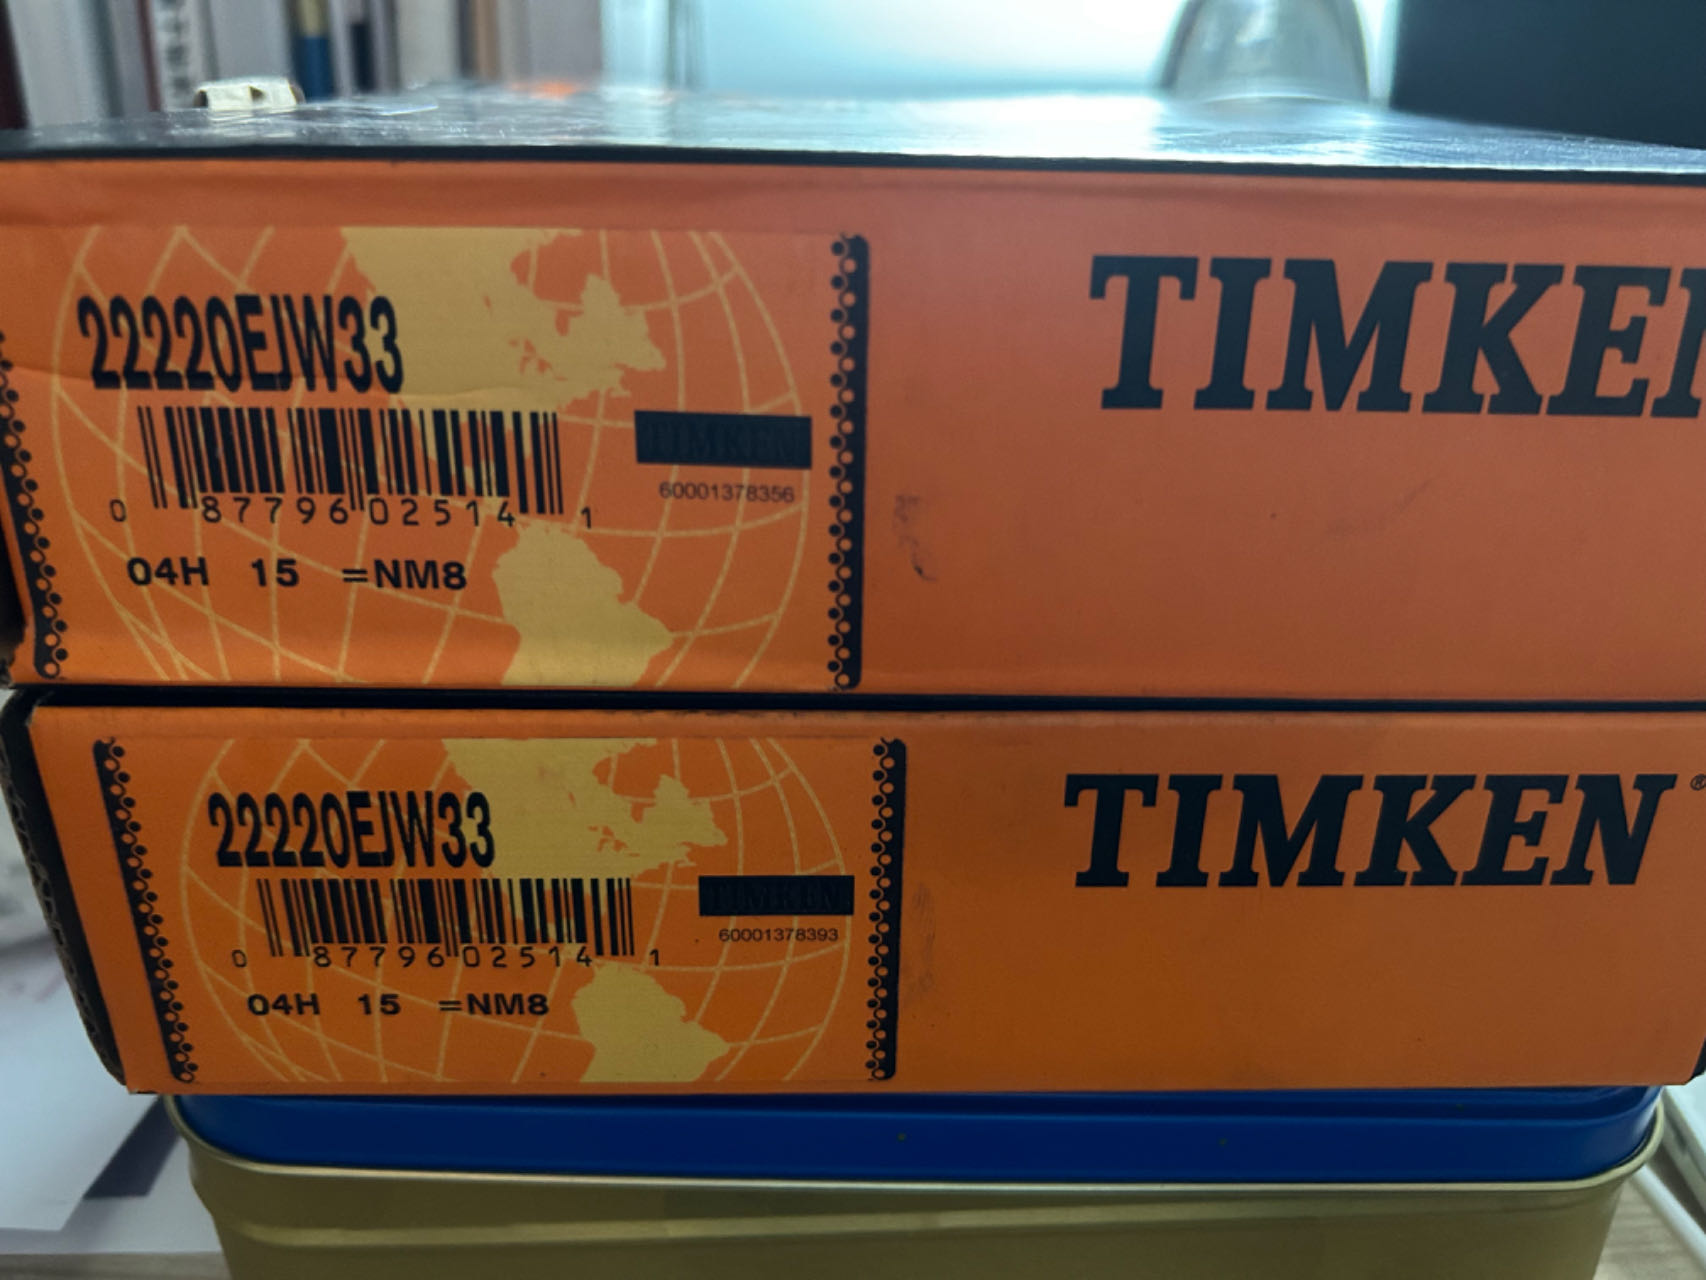 22220EJW33
TIMKEN
TIMKEN
60001378356
0 87796 02514 1
04H 15 =NM8
22220EJW33
TIMKEN®
TIMKEN
60001378393
0 87796 02514 1
04H 15 =NM8